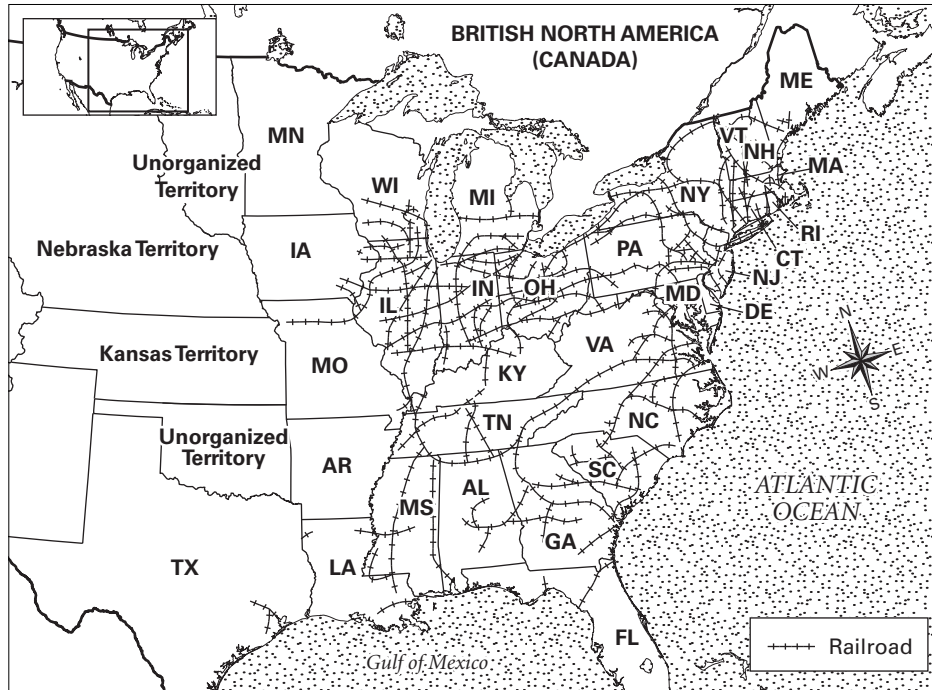 BRITISH NORTH AMERICA
(CANADA)
ME
MN
VT
NH
MA
Unorganized
Territory
WI
MI
NY
RI
Nebraska Territory
IA
PA
CT
NJ
IL
IN
OH
MD
DE
N
Kansas Territory
MO
VA
W
E
KY
S
Unorganized
Territory
TN
NC
AR
SC
ATLANTIC
OCEAN
MS
AL
GA
TX
LA
FL
Railroad
Gulf of Mexico